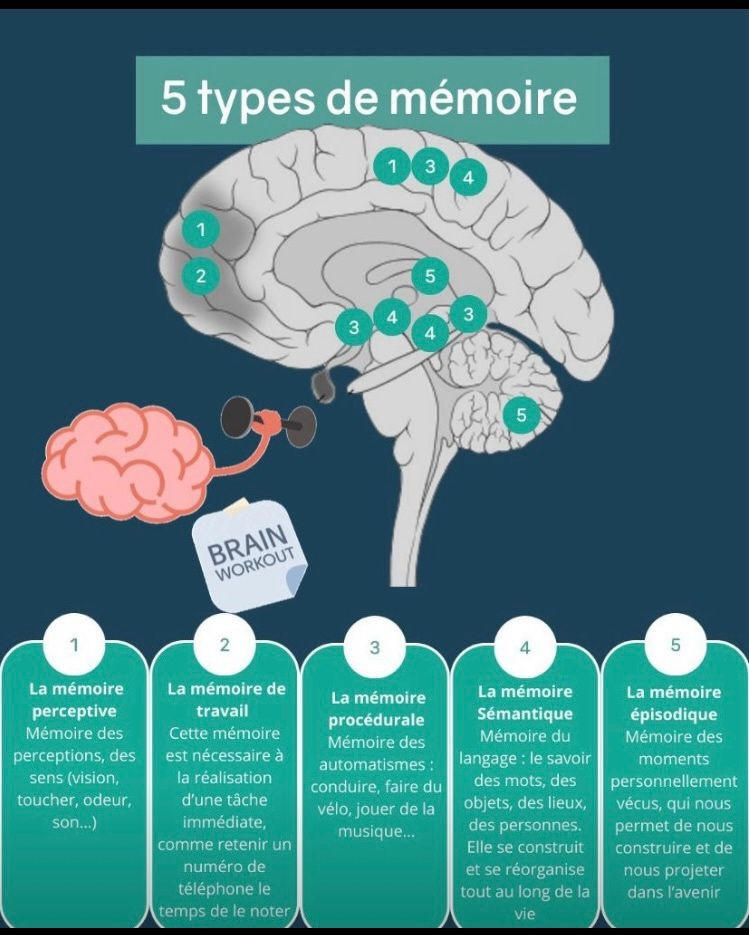 5 types de mémoire
1 3 4
1
2
5
3 4 4 3
5
BRAIN
WORKOUT
1
La mémoire
perceptive
Mémoire des
perceptions, des
sens (vision,
toucher, odeur,
son...)
2
La mémoire de
travail
Cette mémoire
est nécessaire à
la réalisation
d'une tâche
immédiate,
comme retenir un
numéro de
téléphone le
temps de le noter
3
La mémoire
procédurale
Mémoire des
automatismes :
conduire, faire du
vélo, jouer de la
musique...
4
La mémoire
Sémantique
Mémoire du
langage : le savoir
des mots, des
objets, des lieux,
des personnes.
Elle se construit
et se réorganise
tout au long de la
vie
5
La mémoire
épisodique
Mémoire des
moments
personnellement
vécus, qui nous
permet de nous
construire et de
nous projeter
dans l'avenir